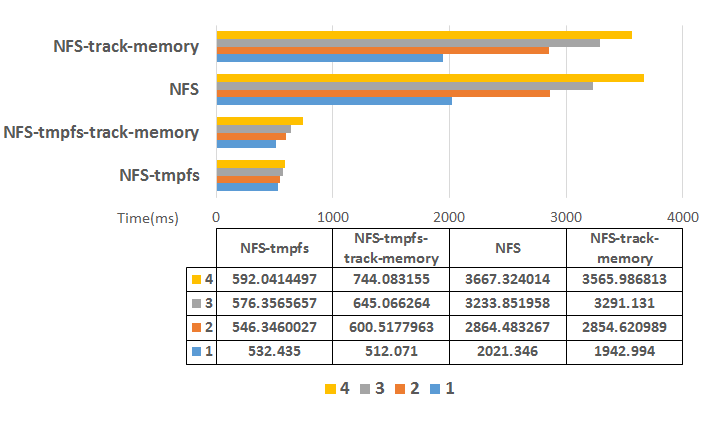 NFS-track-memory
NFS
NFS-tmpfs-track-memory
NFS-tmpfs
Time(ms) 0 1000 2000 3000 4000
NFS-tmpfs NFS-tmpfs-track-memory NFS NFS-track-memory
4 592.0414497 744.083155 3667.324014 3565.986813
3 576.3565657 645.066264 3233.851958 3291.131
2 546.3460027 600.5177963 2864.483267 2854.620989
1 532.435 512.071 2021.346 1942.994
4 3 2 1